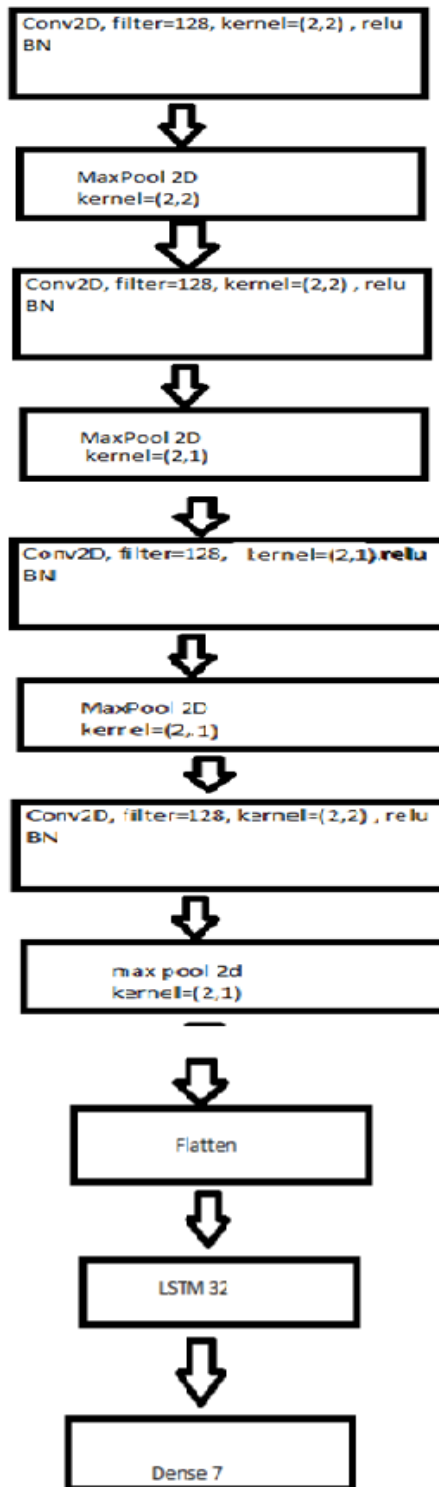 Conv2D, filter=128, kernel=(2,2) , relu
BN
MaxPool 2D
kernel=(2,2)
Conv2D, filter=128, kernel=(2,2) , relu
BN
MaxPool 2D
kernel=(2,1)
Conv2D, filter=128, kernel=(2,1).relu
BN
MaxPool 2D
kernel=(2,.1)
Conv2D, filter=128, kernel=(2,2) , relu
BN
max pool 2d
kernel=(2,1)
Flatten
LSTM 32
Dense 7